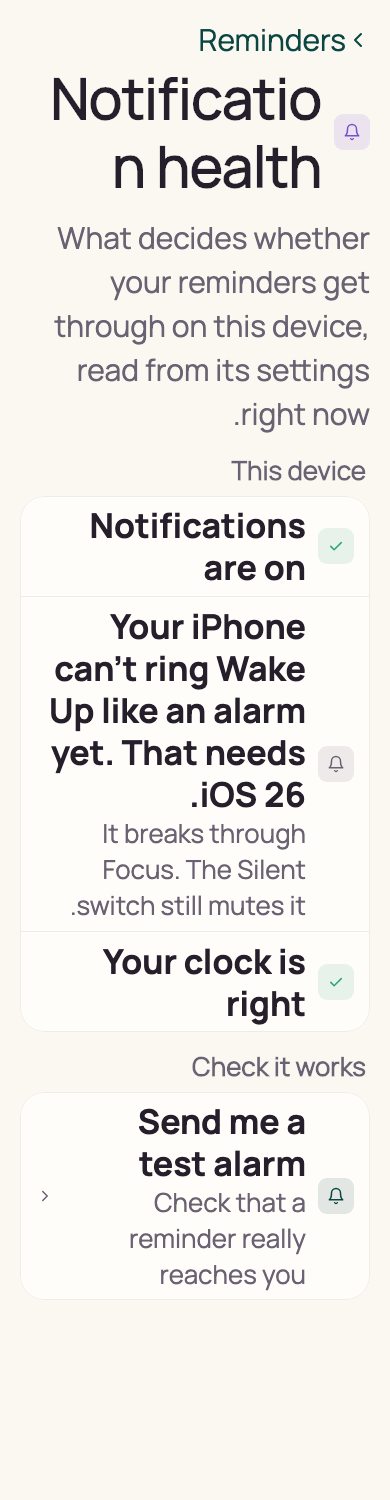 Reminders
Notificatio
n health
What decides whether
your reminders get
through on this device,
read from its settings
.right now
This device
Notifications
are on
Your iPhone
can't ring Wake
Up like an alarm
yet. That needs
.iOS 26
It breaks through
Focus. The Silent
.switch still mutes it
Your clock is
right
Check it works
Send me a
test alarm
Check that a
reminder really
reaches you